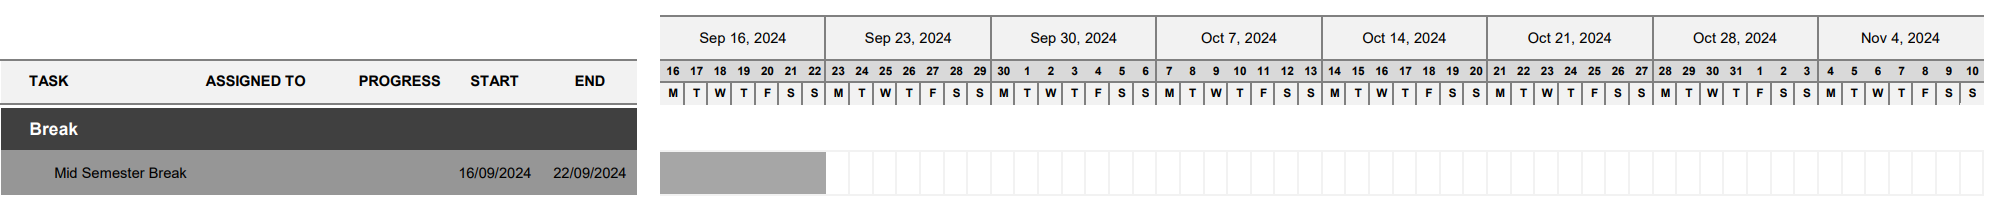 Sep 16, 2024 Sep 23, 2024 Sep 30, 2024 Oct 7, 2024 Oct 14, 2024 Oct 21, 2024 Oct 28, 2024 Nov 4, 2024
TASK ASSIGNED TO PROGRESS START END
16 17 18 19 20 21 22 23 24 25 26 27 28 29 30 1 2 3 4 5 6 7 8 9 10 11 12 13 14 15 16 17 18 19 20 21 22 23 24 25 26 27 28 29 30 31 1 2 3 4 5 6 7 8 9 10
M T W T F S S M T W T F S S M T W T F S S M T W T F S S M T W T F S S M T W T F S S M T W T F S S M T W T F S S
Break
Mid Semester Break 16/09/2024 22/09/2024